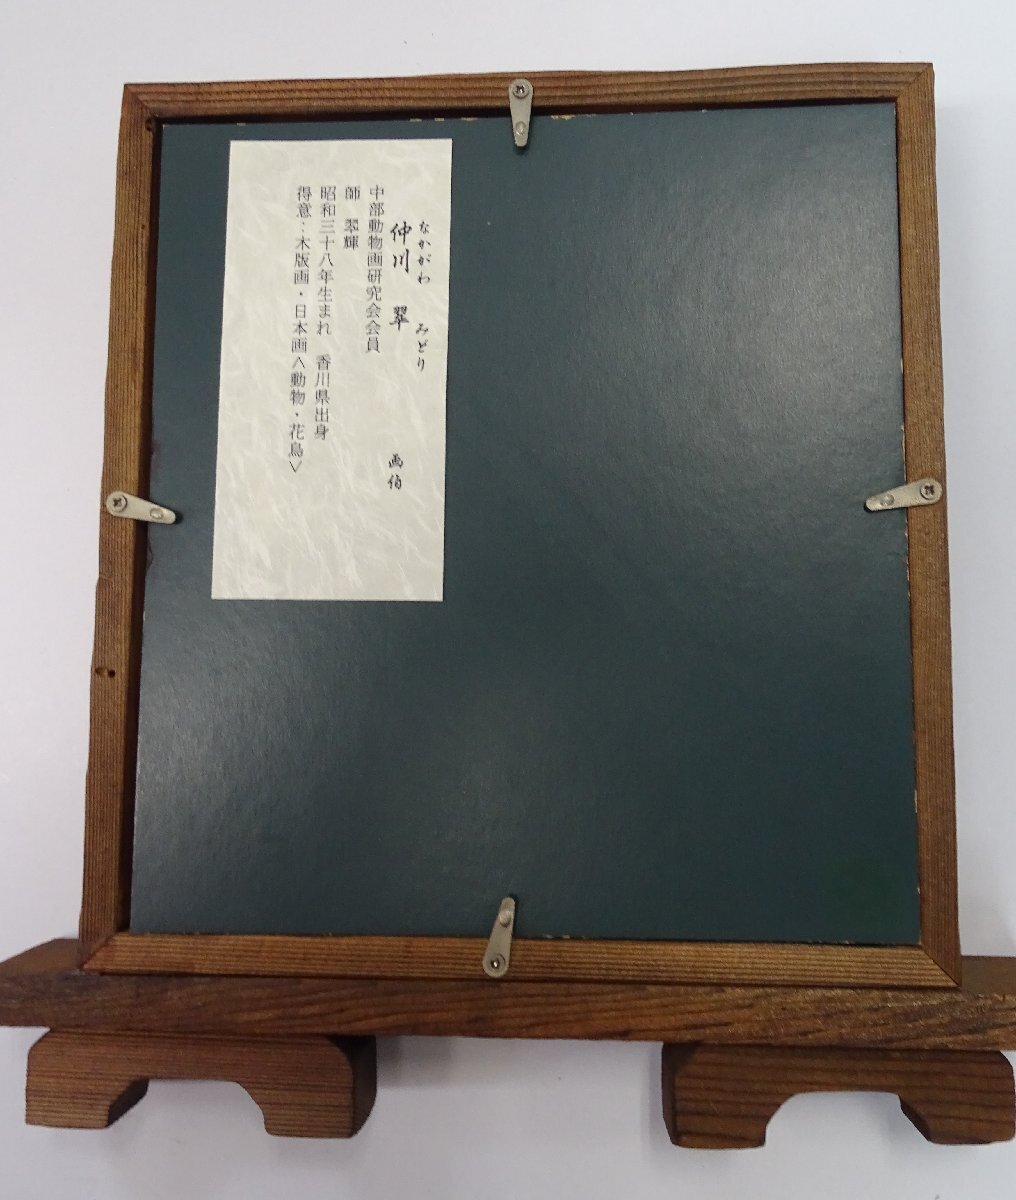 なかがわ みどり
仲川 翠 画伯
中部動物画研究会会員
師 翠輝
昭和三十八年生まれ 香川県出身
得意：木版画・日本画＜動物・花鳥＞